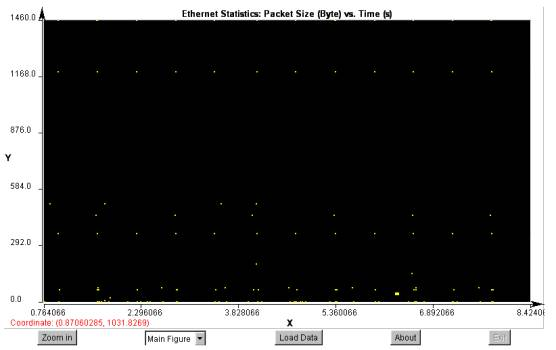 Ethernet Statistics: Packet Size (Byte) vs. Time (s)
1460.0
1168.0
876.0
Y
584.0
292.0
0.0
0.764066 2.296066 3.828066 5.360066 6.892066 8.42406
Coordinate: (0.87060285, 1031.8269) X
Zoom in Main Figure Load Data About Exit